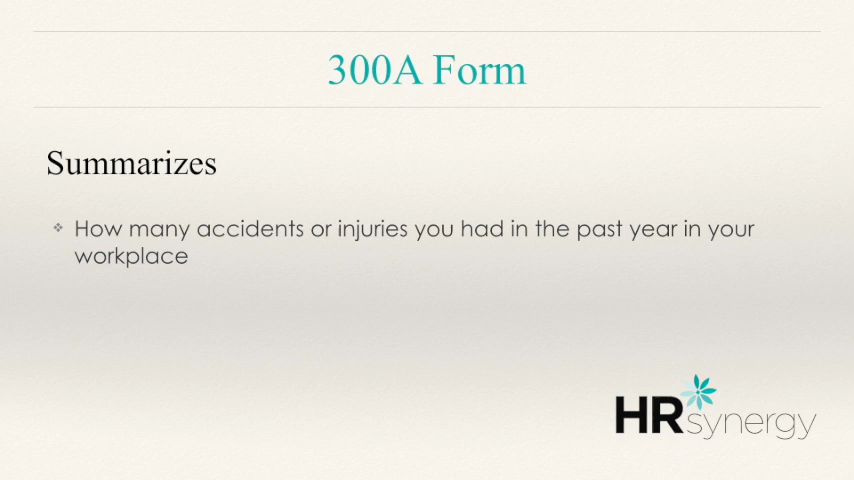 300A Form
Summarizes
How many accidents or injuries you had in the past year in your
workplace
HRsynergy